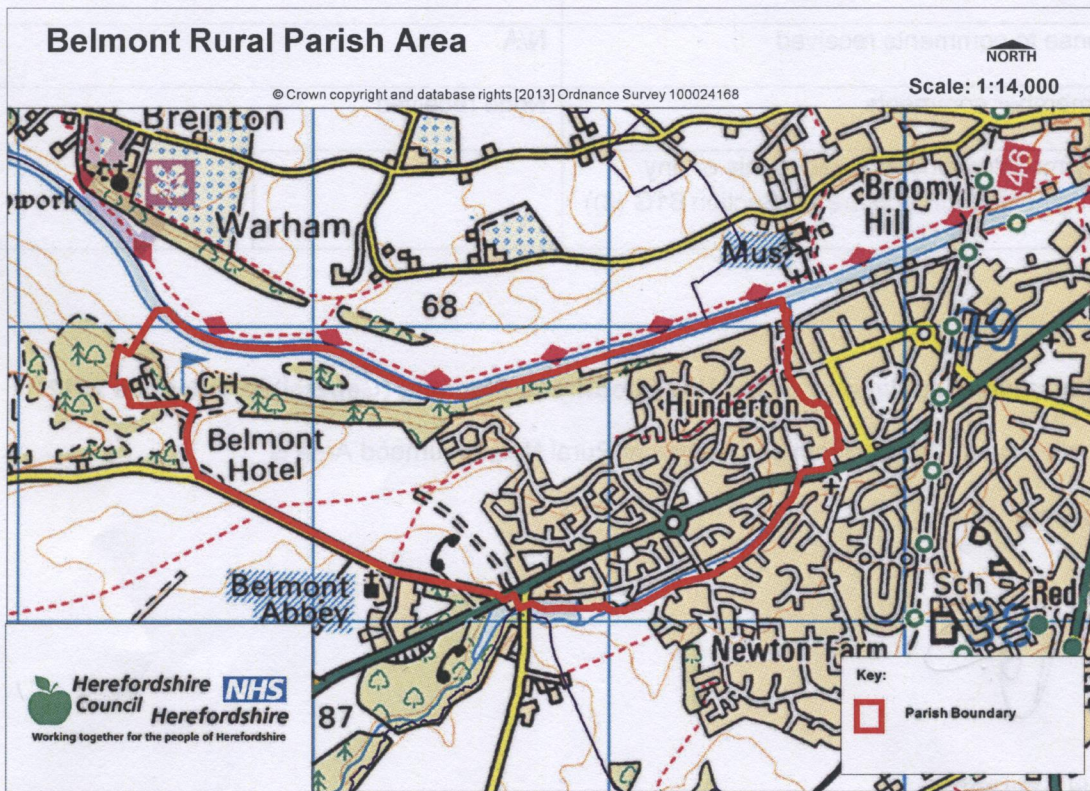 Belmont Rural Parish Area
NORTH
Scale: 1:14,000
© Crown copyright and database rights [2013] Ordnance Survey 100024168
Breinton
Warham
68
Broomy
Hill
46
Mus
39
CH
Hunderton
Belmont
Hotel
Belmont
Abbey
Sch
Red
38
Newton Farm
87
Herefordshire
Council
NHS
Herefordshire
Working together for the people of Herefordshire
Key:
Parish Boundary